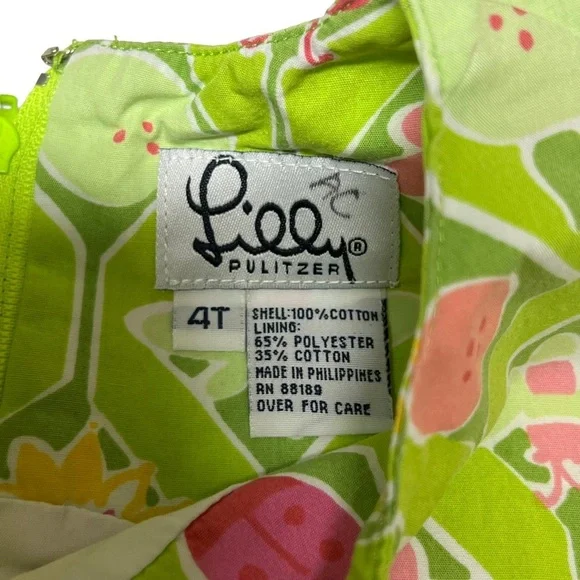 AC
Lilly®
PULITZER
4T
SHELL:100%COTTON
LINING:
65% POLYESTER
35% COTTON
MADE IN PHILIPPINES
RN 88189
OVER FOR CARE